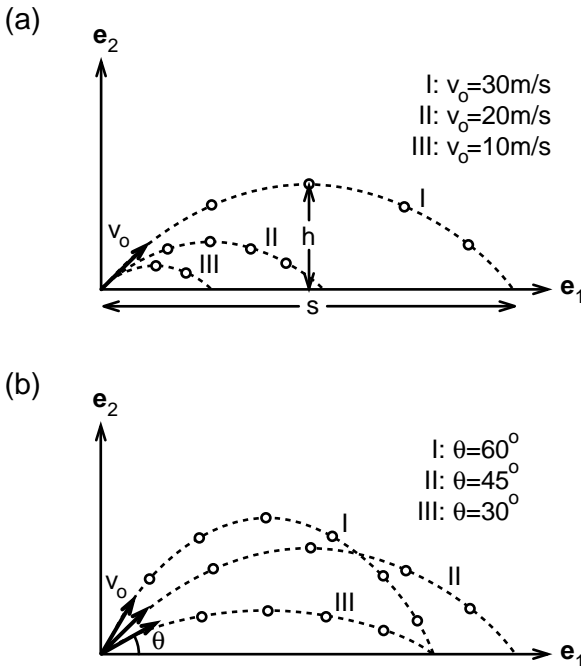 (a)
e₂
I: vₒ=30m/s
II: vₒ=20m/s
III: vₒ=10m/s
I
vₒ
II
h
III
s
e₁
(b)
e₂
I: θ=60°
II: θ=45°
III: θ=30°
I
II
vₒ
III
θ
e₁